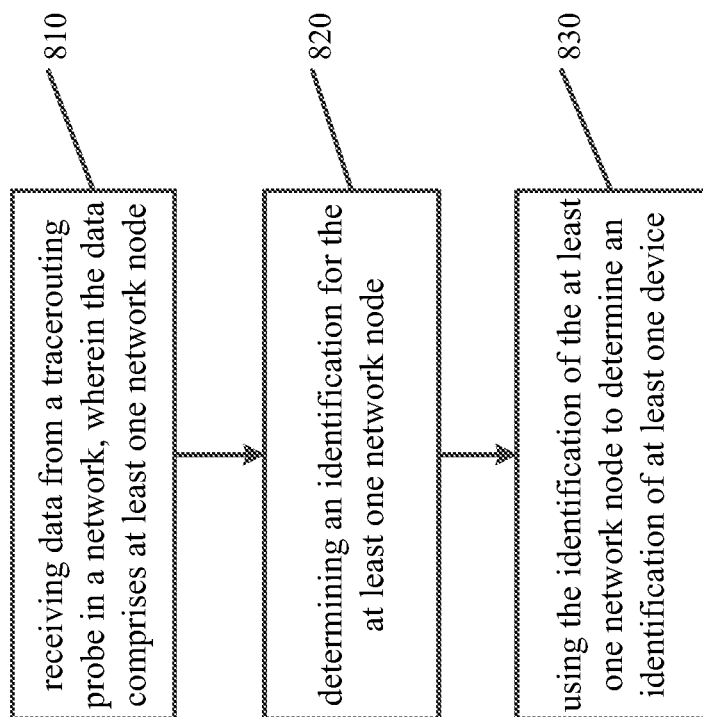 receiving data from a tracerouting
probe in a network, wherein the data
comprises at least one network node
810
determining an identification for the
at least one network node
820
using the identification of the at least
one network node to determine an
identification of at least one device
830